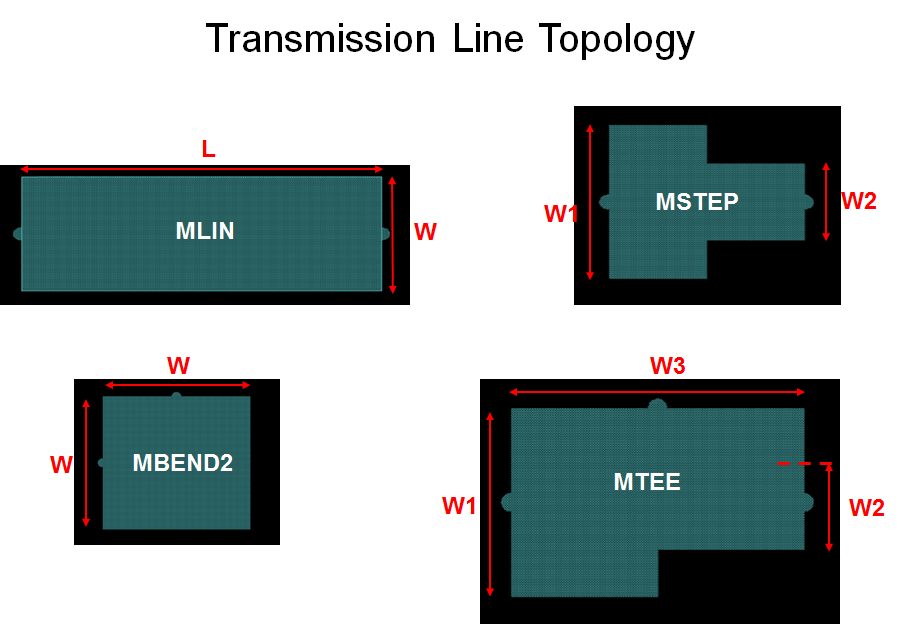 Transmission Line Topology
L
MLIN
W
W1
MSTEP
W2
W
W
MBEND2
W3
W1
MTEE
W2